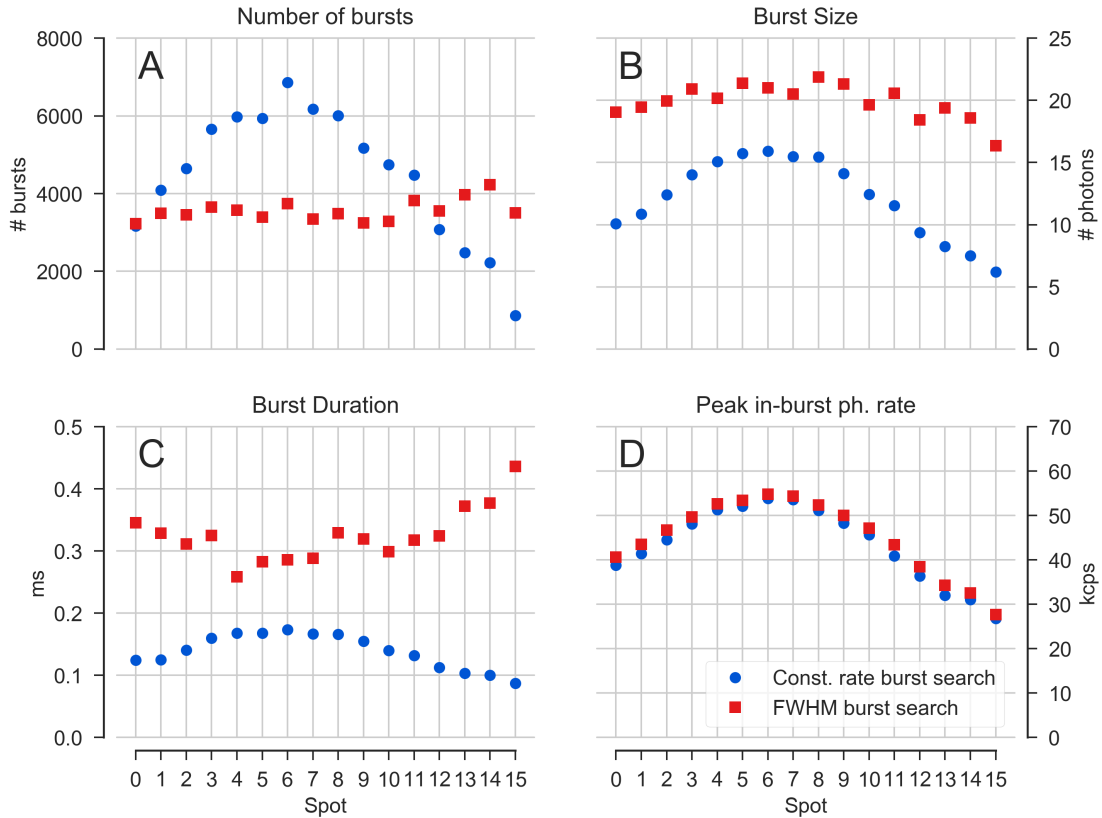 Number of bursts
A
# bursts
8000
6000
4000
2000
0
Burst Size
B
# photons
25
20
15
10
5
0
Burst Duration
C
ms
0.5
0.4
0.3
0.2
0.1
0.0
0 1 2 3 4 5 6 7 8 9 10 11 12 13 14 15
Spot
Peak in-burst ph. rate
D
kcps
70
60
50
40
30
20
10
0
Const. rate burst search
FWHM burst search
0 1 2 3 4 5 6 7 8 9 10 11 12 13 14 15
Spot